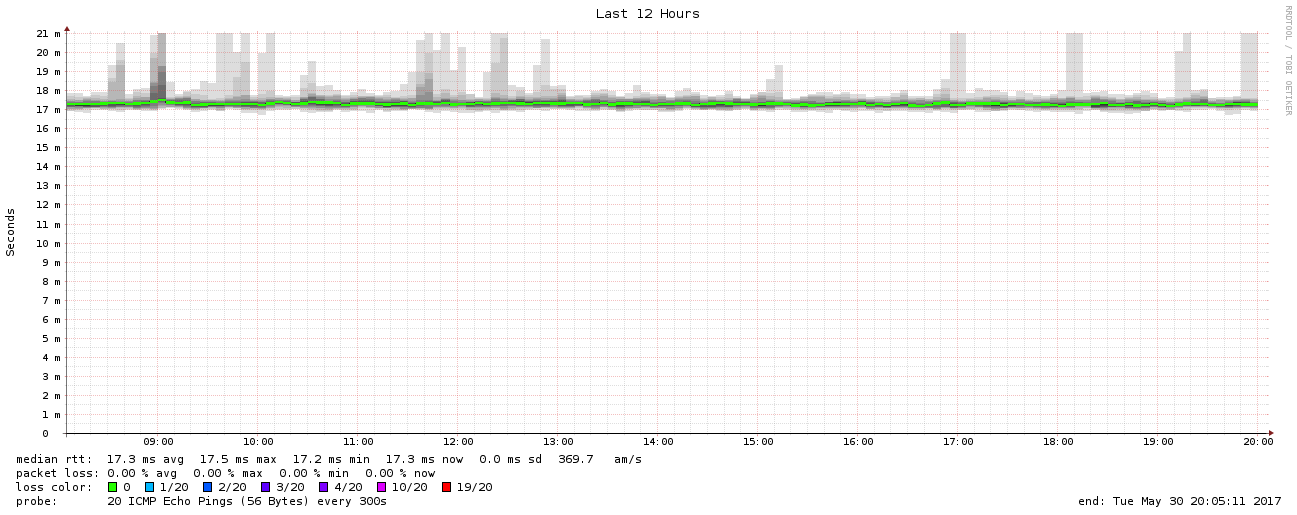 Last 12 Hours
RRDTOOL / TOBI OETIKER
Seconds
21 m
20 m
19 m
18 m
17 m
16 m
15 m
14 m
13 m
12 m
11 m
10 m
9 m
8 m
7 m
6 m
5 m
4 m
3 m
2 m
1 m
0
09:00 10:00 11:00 12:00 13:00 14:00 15:00 16:00 17:00 18:00 19:00 20:00
median rtt: 17.3 ms avg 17.5 ms max 17.2 ms min 17.3 ms now 0.0 ms sd 369.7 am/s
packet loss: 0.00 % avg 0.00 % max 0.00 % min 0.00 % now
loss color: 0 1/20 2/20 3/20 4/20 10/20 19/20
probe: 20 ICMP Echo Pings (56 Bytes) every 300s end: Tue May 30 20:05:11 2017